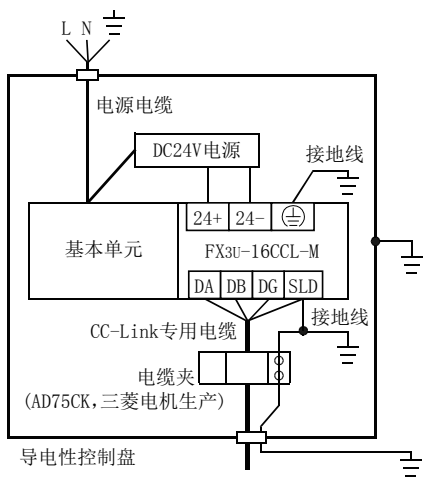 L N
电源电缆
DC24V电源
接地线
24+ 24-
基本单元
FX3U-16CCL-M
DA DB DG SLD
CC-Link专用电缆
接地线
电缆夹
(AD75CK,三菱电机生产)
导电性控制盘